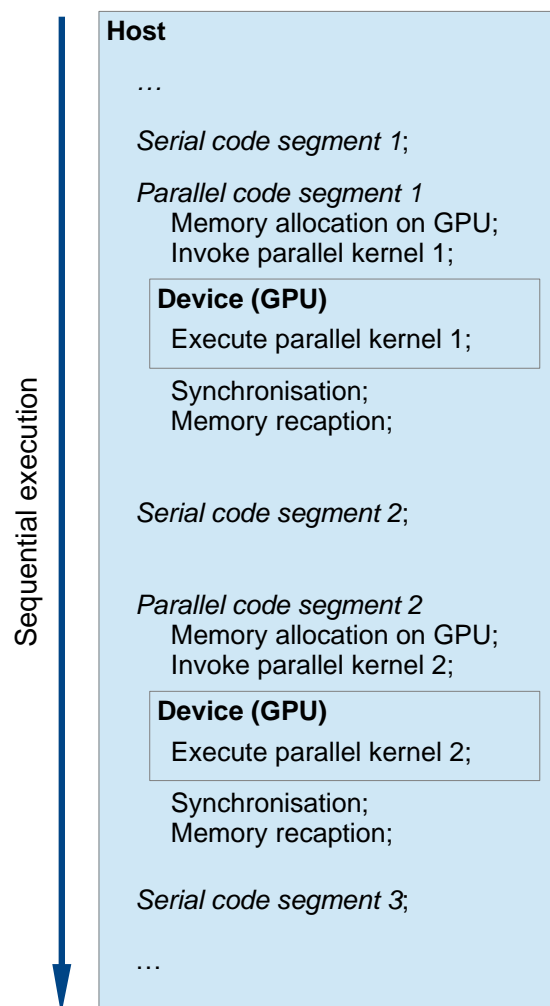 Host
…
Serial code segment 1;
Parallel code segment 1
Memory allocation on GPU;
Invoke parallel kernel 1;
Device (GPU)
Execute parallel kernel 1;
Synchronisation;
Memory recaption;
Serial code segment 2;
Parallel code segment 2
Memory allocation on GPU;
Invoke parallel kernel 2;
Device (GPU)
Execute parallel kernel 2;
Synchronisation;
Memory recaption;
Serial code segment 3;
…
Sequential execution